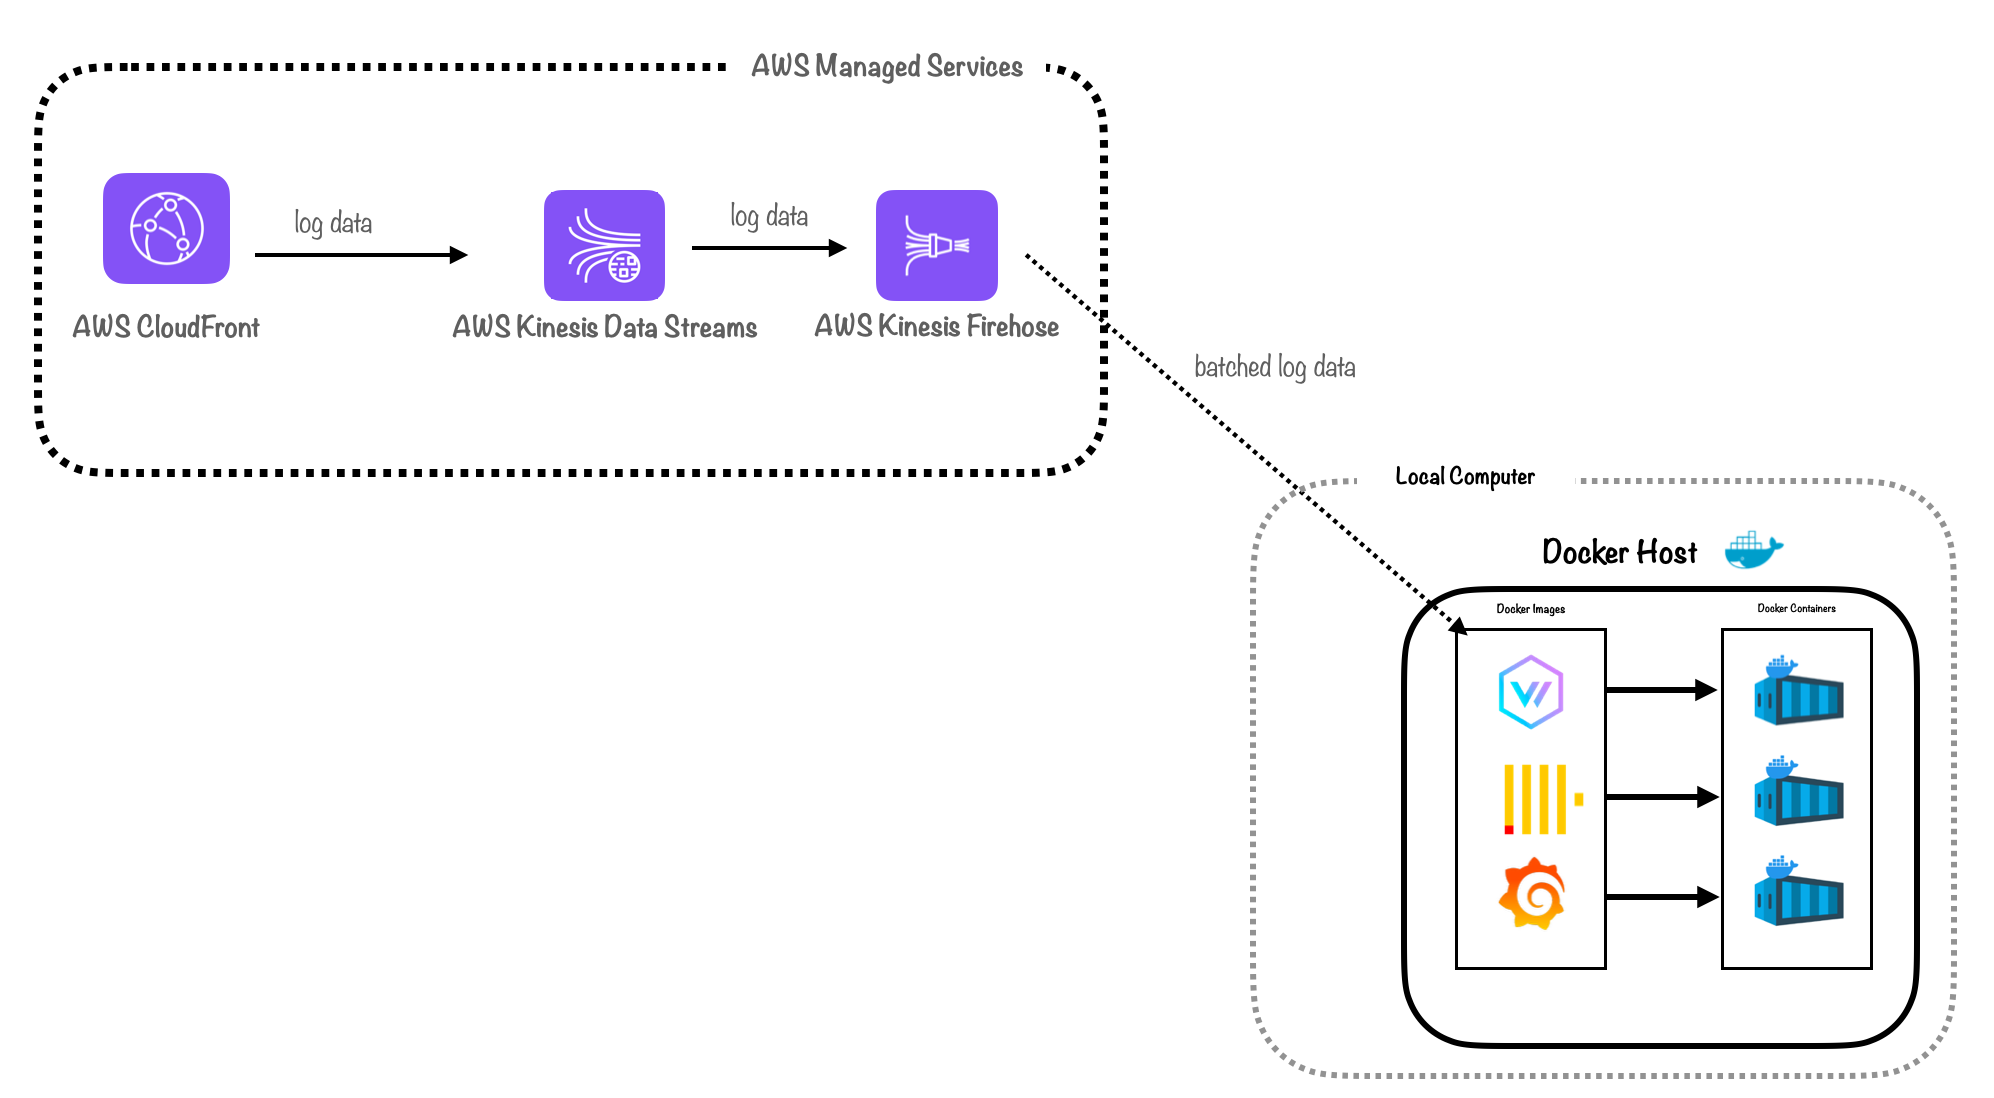 AWS Managed Services
log data
log data
AWS CloudFront
AWS Kinesis Data Streams
AWS Kinesis Firehose
batched log data
Local Computer
Docker Host
Docker Images
Docker Containers